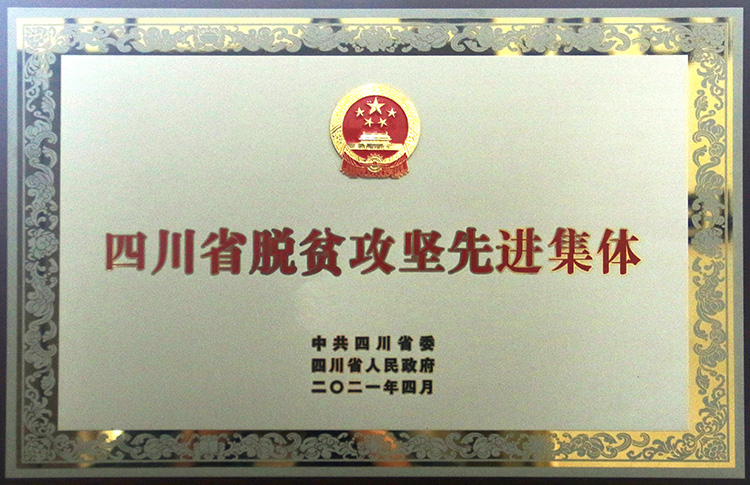 四川省脱贫攻坚先进集体
中共四川省委
四川省人民政府
二〇二一年四月